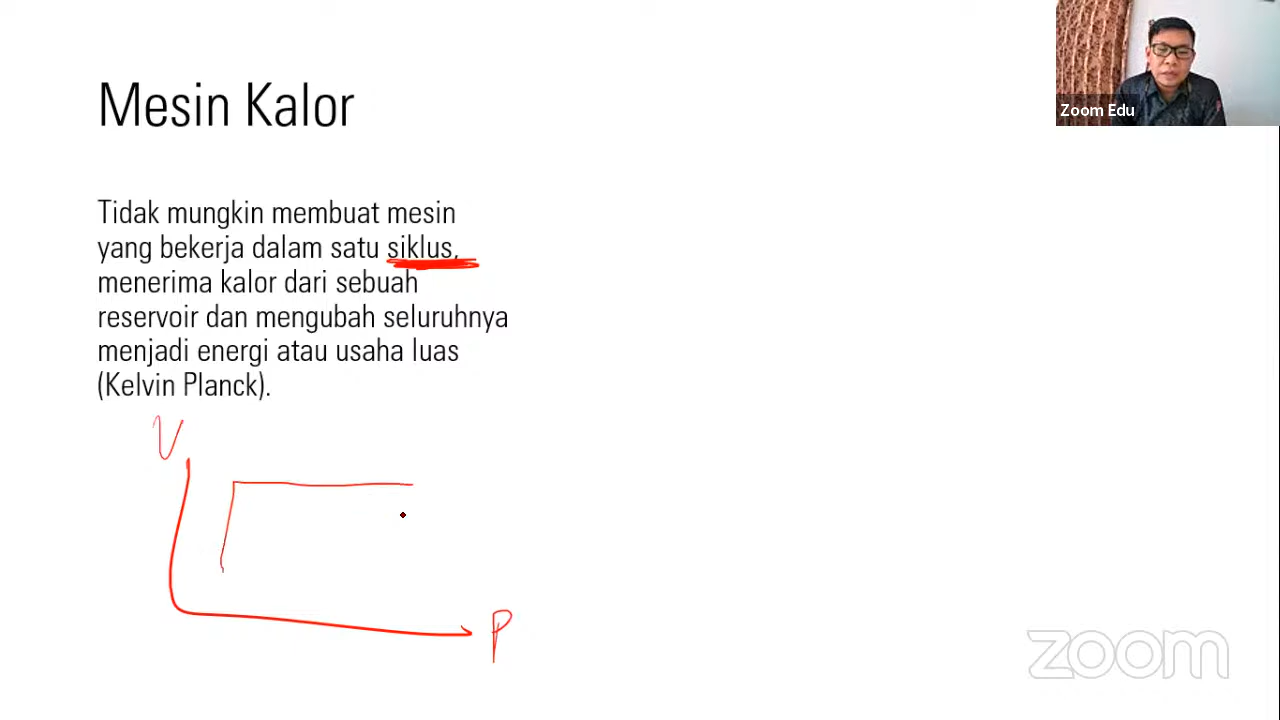 Zoom Edu
Mesin Kalor
Tidak mungkin membuat mesin
yang bekerja dalam satu siklus,
menerima kalor dari sebuah
reservoir dan mengubah seluruhnya
menjadi energi atau usaha luas
(Kelvin Planck).
V
P
zoom